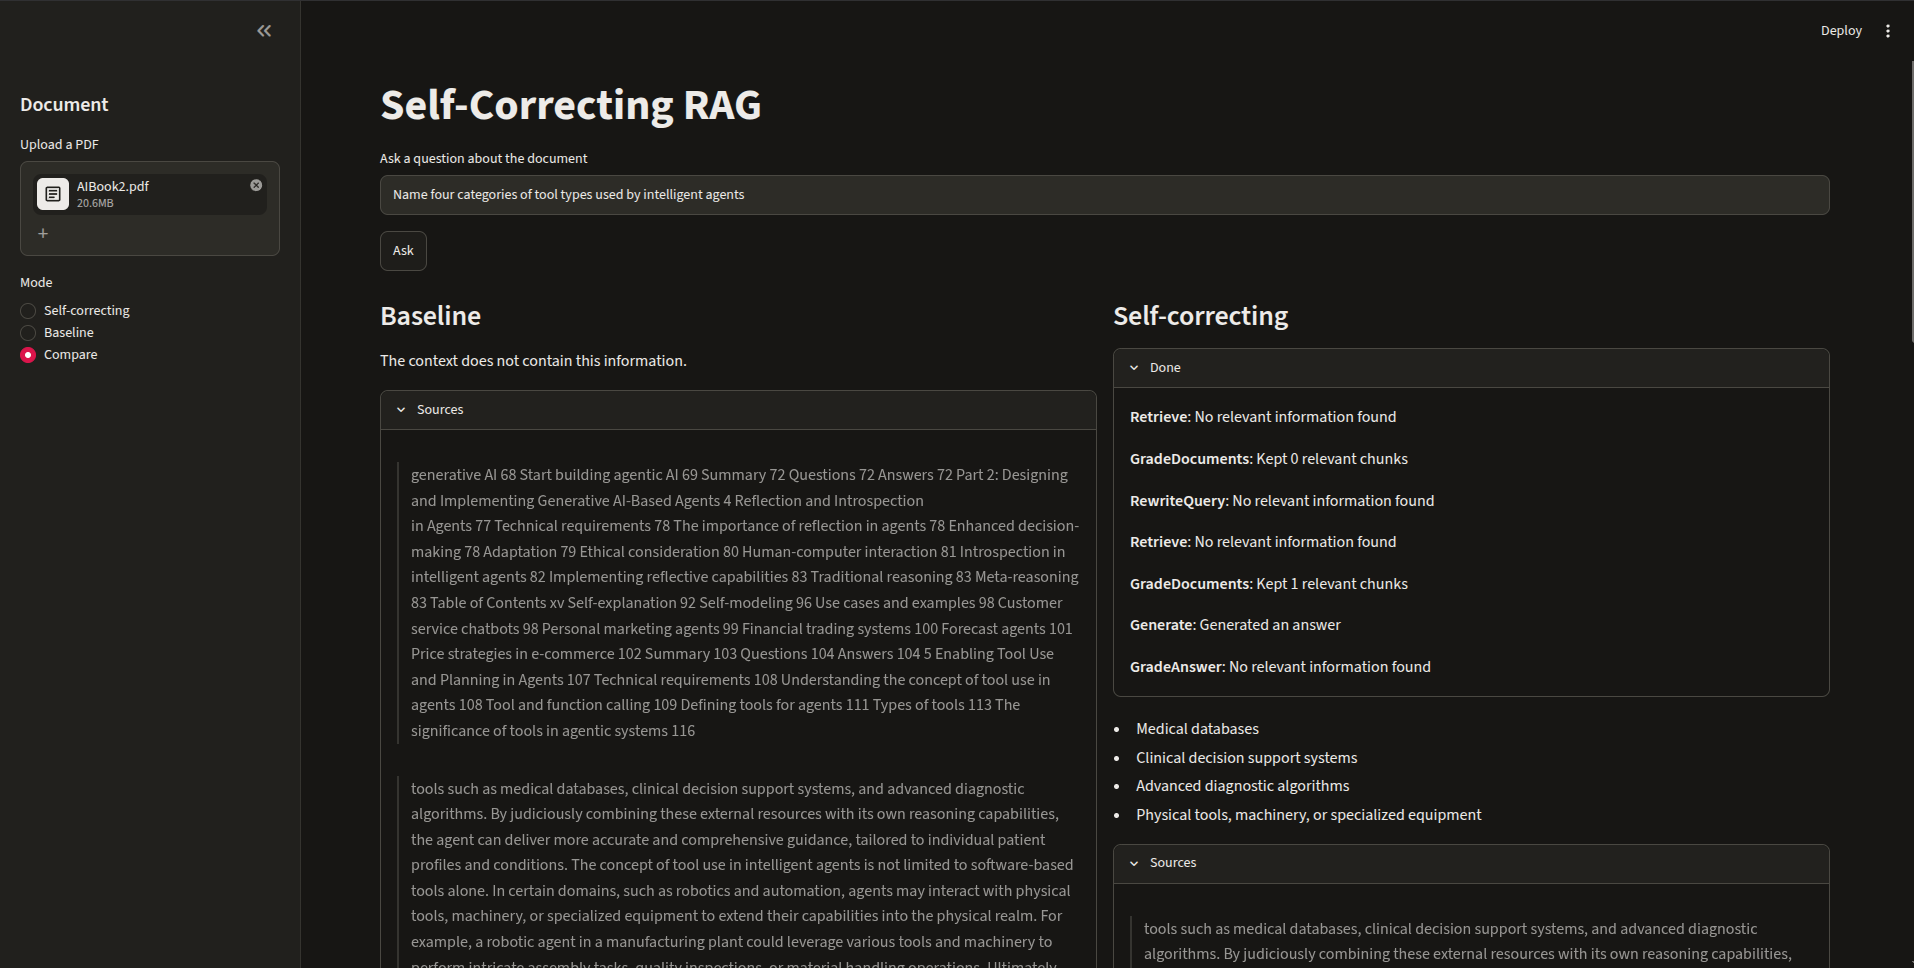 Deploy
Document
Upload a PDF
AIBook2.pdf
20.6MB
Mode
Self-correcting
Baseline
Compare
Self-Correcting RAG
Ask a question about the document
Name four categories of tool types used by intelligent agents
Ask
Baseline
The context does not contain this information.
Sources
generative AI 68 Start building agentic AI 69 Summary 72 Questions 72 Answers 72 Part 2: Designing
and Implementing Generative AI-Based Agents 4 Reflection and Introspection
in Agents 77 Technical requirements 78 The importance of reflection in agents 78 Enhanced decision-
making 78 Adaptation 79 Ethical consideration 80 Human-computer interaction 81 Introspection in
intelligent agents 82 Implementing reflective capabilities 83 Traditional reasoning 83 Meta-reasoning
83 Table of Contents xv Self-explanation 92 Self-modeling 96 Use cases and examples 98 Customer
service chatbots 98 Personal marketing agents 99 Financial trading systems 100 Forecast agents 101
Price strategies in e-commerce 102 Summary 103 Questions 104 Answers 104 5 Enabling Tool Use
and Planning in Agents 107 Technical requirements 108 Understanding the concept of tool use in
agents 108 Tool and function calling 109 Defining tools for agents 111 Types of tools 113 The
significance of tools in agentic systems 116
tools such as medical databases, clinical decision support systems, and advanced diagnostic
algorithms. By judiciously combining these external resources with its own reasoning capabilities,
the agent can deliver more accurate and comprehensive guidance, tailored to individual patient
profiles and conditions. The concept of tool use in intelligent agents is not limited to software-based
tools alone. In certain domains, such as robotics and automation, agents may interact with physical
tools, machinery, or specialized equipment to extend their capabilities into the physical realm. For
example, a robotic agent in a manufacturing plant could leverage various tools and machinery to
perform intricate assembly tasks, quality inspections, or material handling operations. Ultimately
Self-correcting
Done
Retrieve: No relevant information found
GradeDocuments: Kept 0 relevant chunks
RewriteQuery: No relevant information found
Retrieve: No relevant information found
GradeDocuments: Kept 1 relevant chunks
Generate: Generated an answer
GradeAnswer: No relevant information found
• Medical databases
• Clinical decision support systems
• Advanced diagnostic algorithms
• Physical tools, machinery, or specialized equipment
Sources
tools such as medical databases, clinical decision support systems, and advanced diagnostic
algorithms. By judiciously combining these external resources with its own reasoning capabilities,